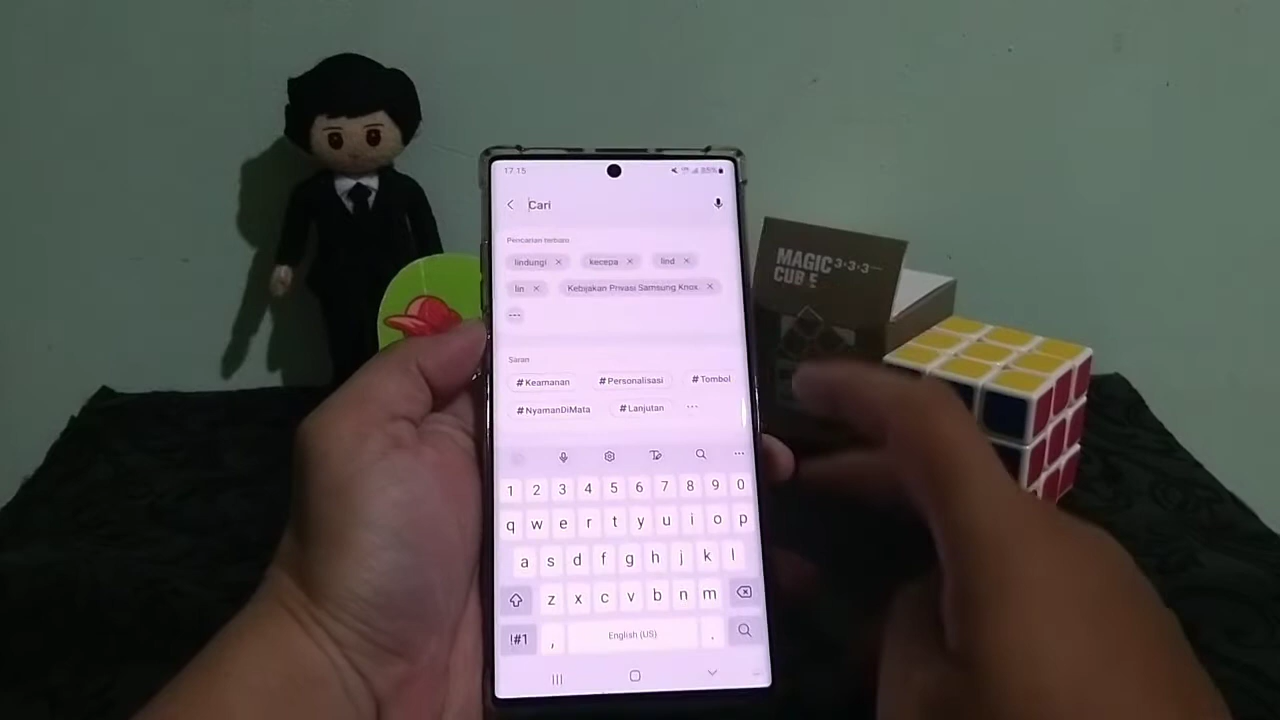 17.15
85%
Cari
Pencarian terbaru
lindungi
kecepa
lind
lin
Kebijakan Privasi Samsung Knox
Saran
#Keamanan
#Personalisasi
#Tombol
#NyamanDiMata
#Lanjutan
1 2 3 4 5 6 7 8 9 0
q w e r t y u i o p
a s d f g h j k l
z x c v b n m
!#1 , English (US) .
MAGIC 3×3×3
CUBE